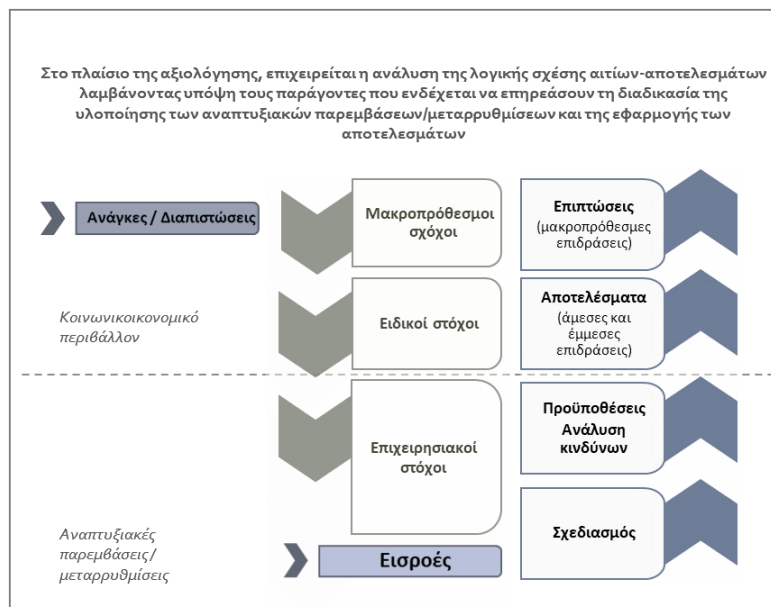 Στο πλαίσιο της αξιολόγησης, επιχειρείται η ανάλυση της λογικής σχέσης αιτίων-αποτελεσμάτων
λαμβάνοντας υπόψη τους παράγοντες που ενδέχεται να επηρεάσουν τη διαδικασία της
υλοποίησης των αναπτυξιακών παρεμβάσεων/μεταρρυθμίσεων και της εφαρμογής των
αποτελεσμάτων
Ανάγκες / Διαπιστώσεις
Μακροπρόθεσμοι
σχόχοι
Επιπτώσεις
(μακροπρόθεσμες
επιδράσεις)
Κοινωνικοικονομικό
περιβάλλον
Ειδικοί στόχοι
Αποτελέσματα
(άμεσες και
έμμεσες
επιδράσεις)
Επιχειρησιακοί
στόχοι
Προϋποθέσεις
Ανάλυση
κινδύνων
Αναπτυξιακές
παρεμβάσεις/
μεταρρυθμίσεις
Εισροές
Σχεδιασμός